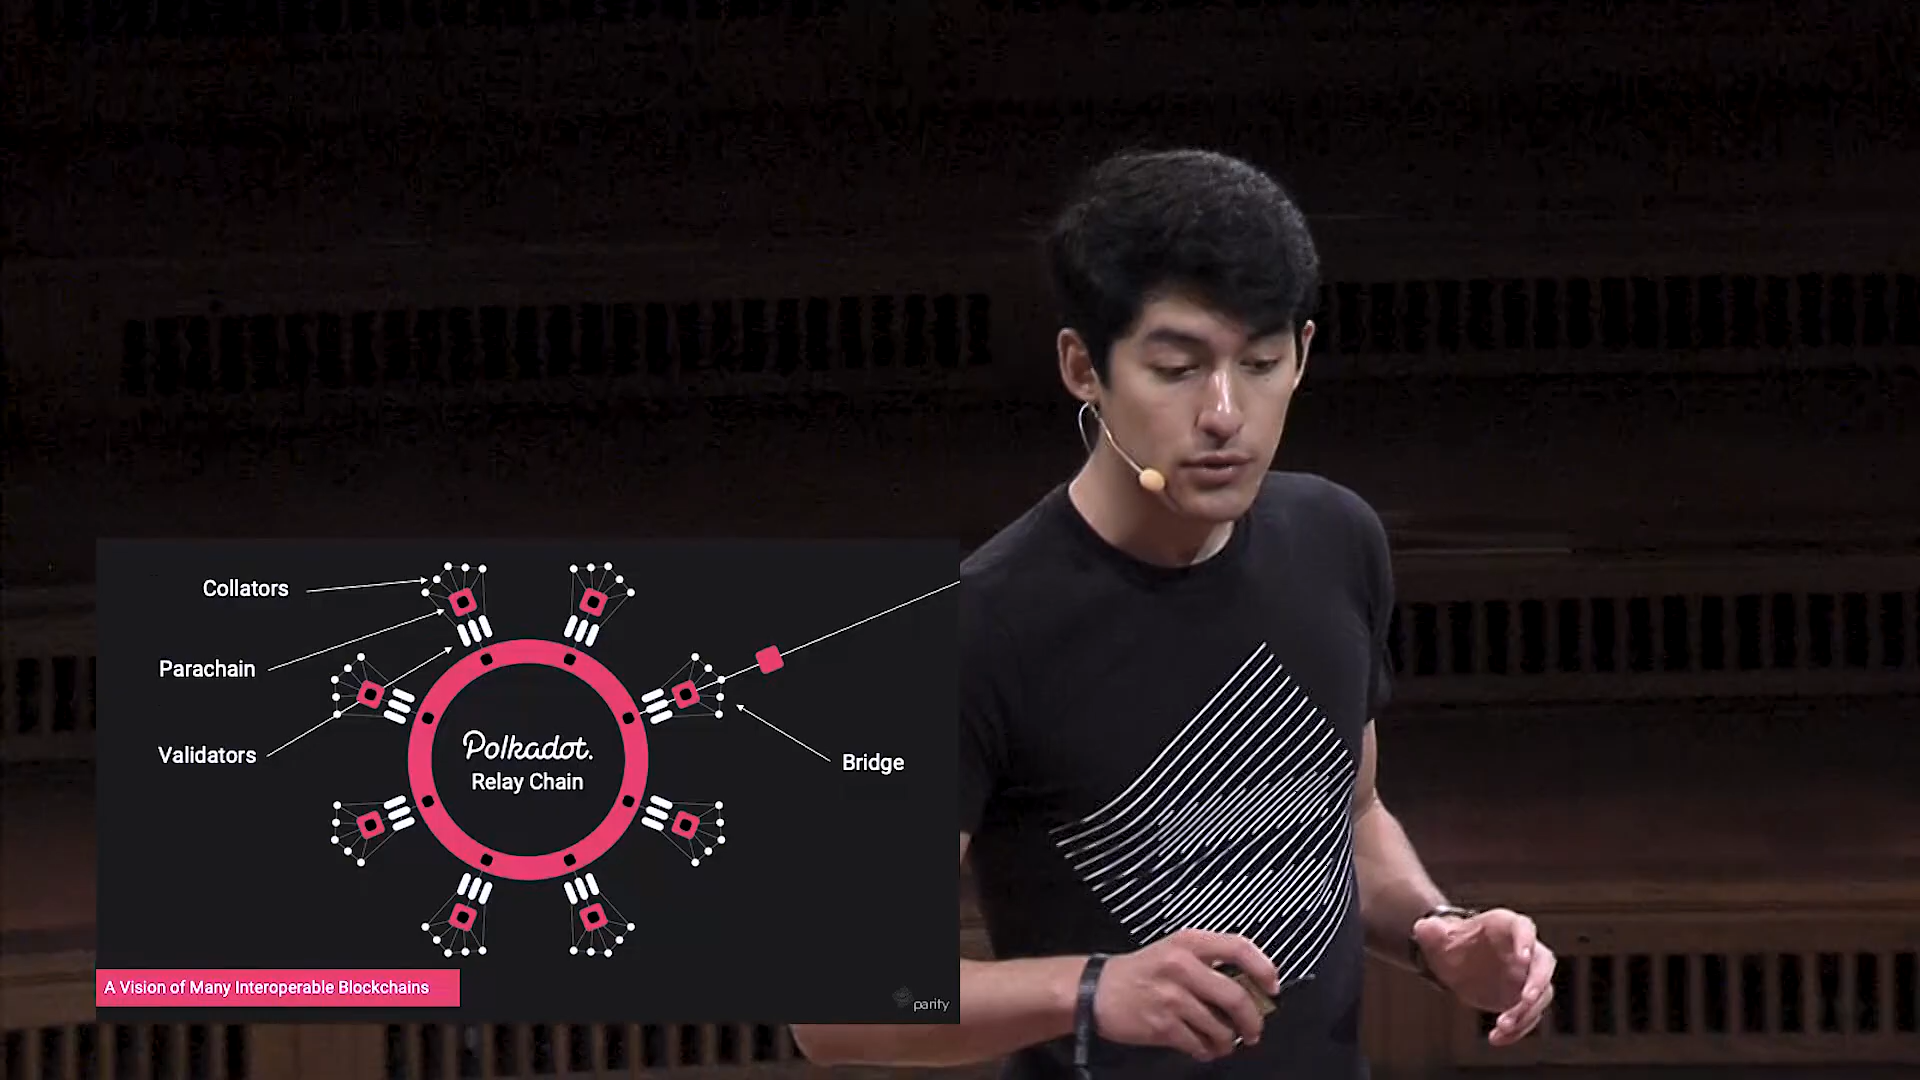 Collators
Parachain
Validators
Polkadot.
Relay Chain
Bridge
A Vision of Many Interoperable Blockchains
parity